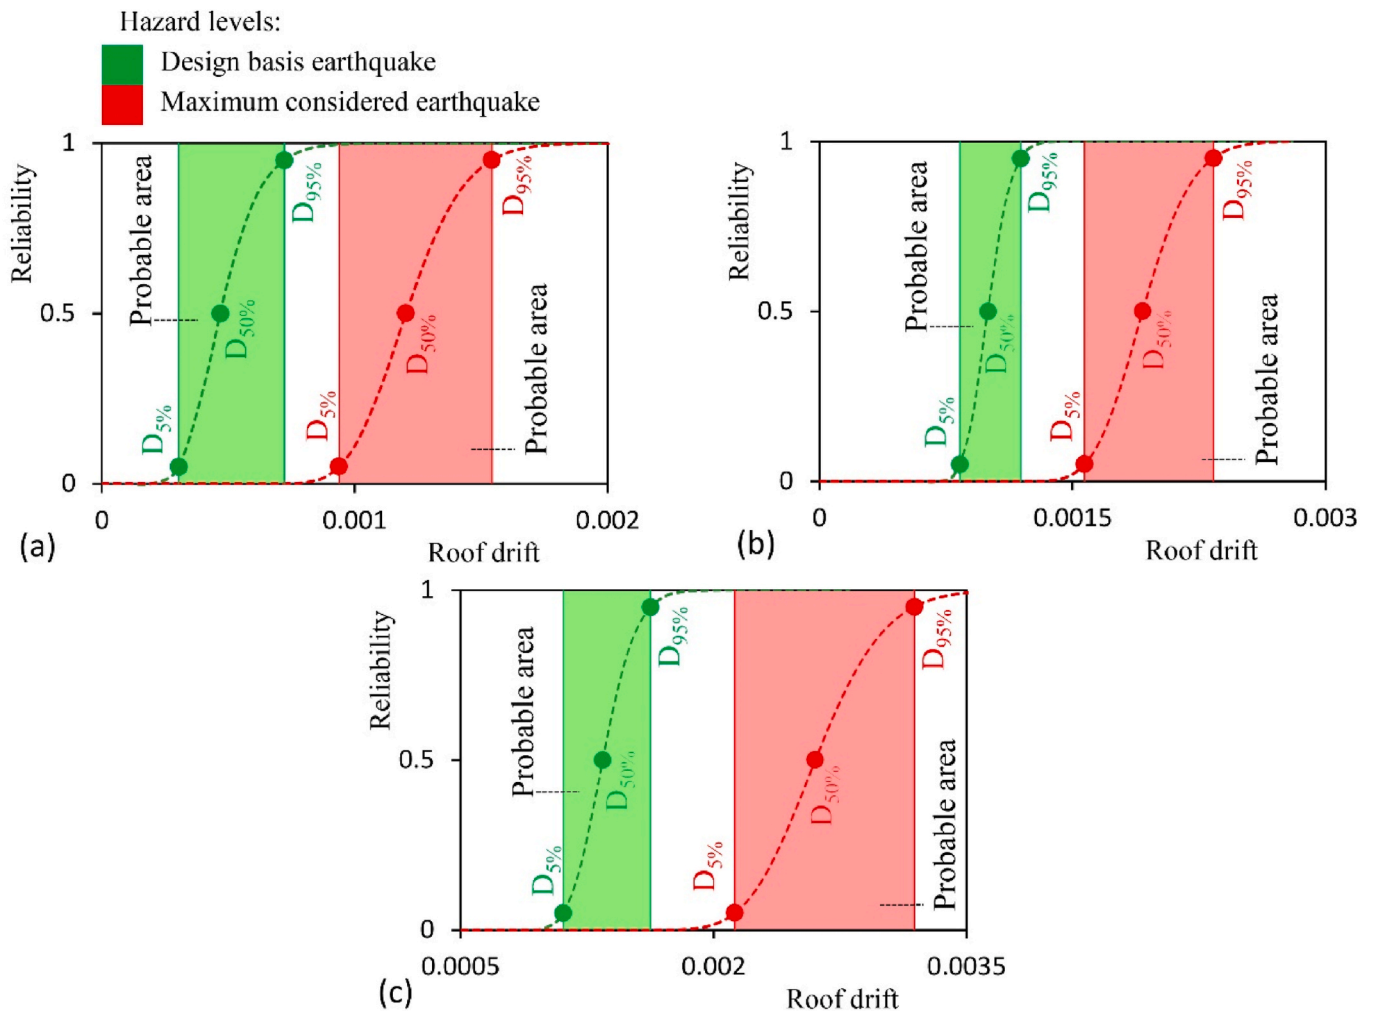 Hazard levels:
Design basis earthquake
Maximum considered earthquake
Reliability
1
0.5
0
Probable area
D5%
D50%
D95%
D5%
D50%
D95%
Probable area
0
0.001
0.002
Roof drift
(a)
Reliability
1
0.5
0
Probable area
D5%
D50%
D95%
D5%
D50%
D95%
Probable area
0
0.0015
0.003
Roof drift
(b)
Reliability
1
0.5
0
Probable area
D5%
D50%
D95%
D5%
D50%
D95%
Probable area
0.0005
0.002
0.0035
Roof drift
(c)